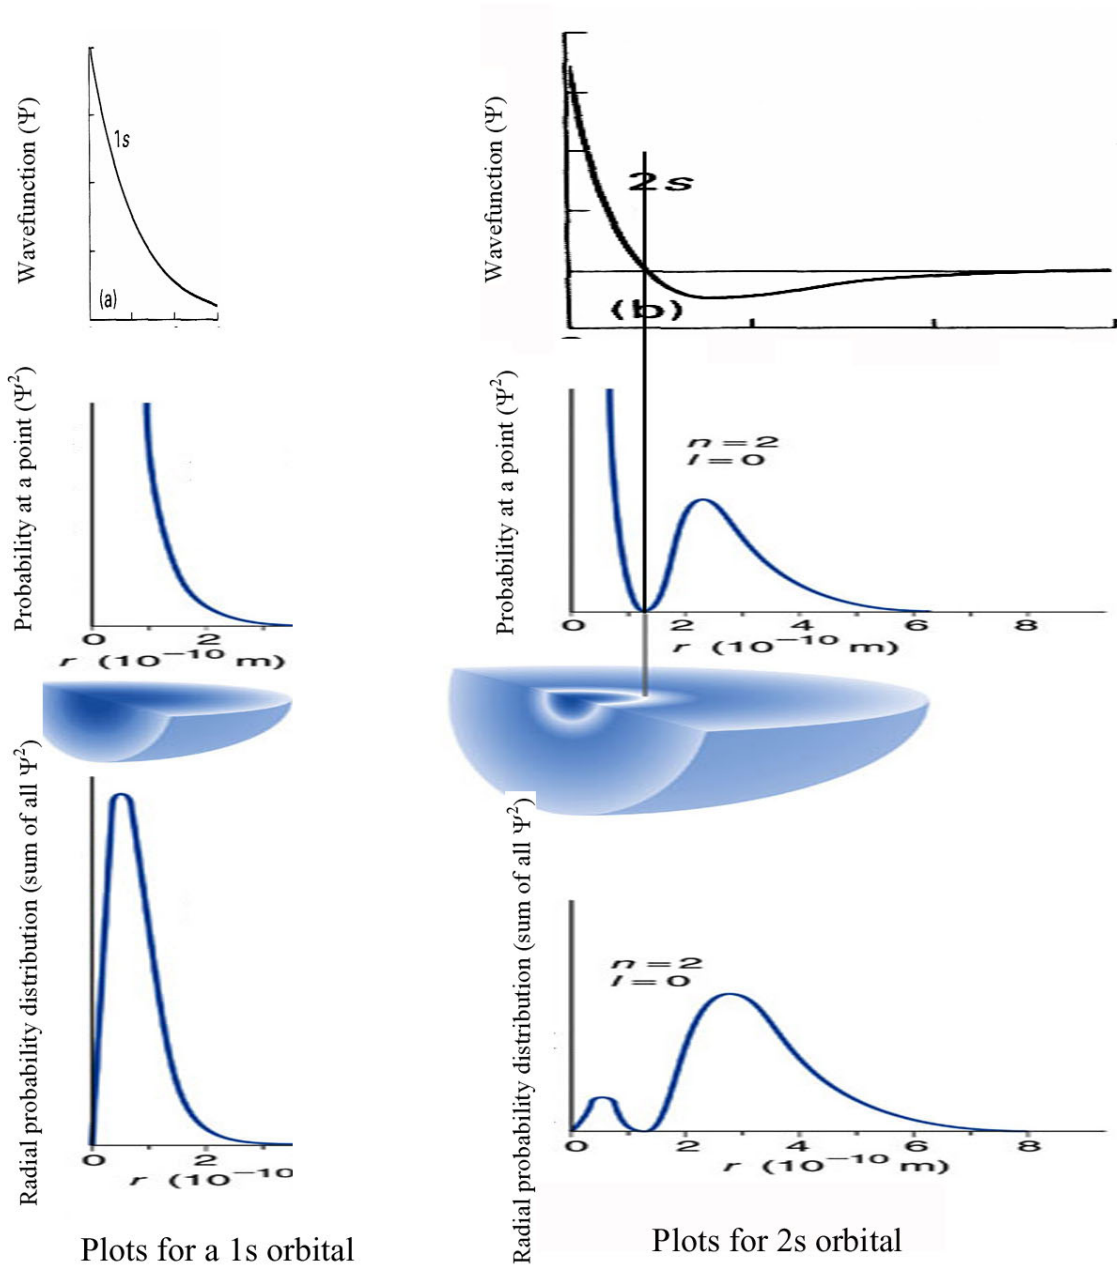 Wavefunction (Ψ)
1s
(a)
Wavefunction (Ψ)
2s
(b)
Probability at a point (Ψ²)
0 2
r (10⁻¹⁰ m)
Probability at a point (Ψ²)
n = 2
l = 0
0 2 4 6 8
r (10⁻¹⁰ m)
Radial probability distribution (sum of all Ψ²)
0 2
r (10⁻¹⁰
Radial probability distribution (sum of all Ψ²)
n = 2
l = 0
0 2 4 6 8
r (10⁻¹⁰ m)
Plots for a 1s orbital
Plots for 2s orbital